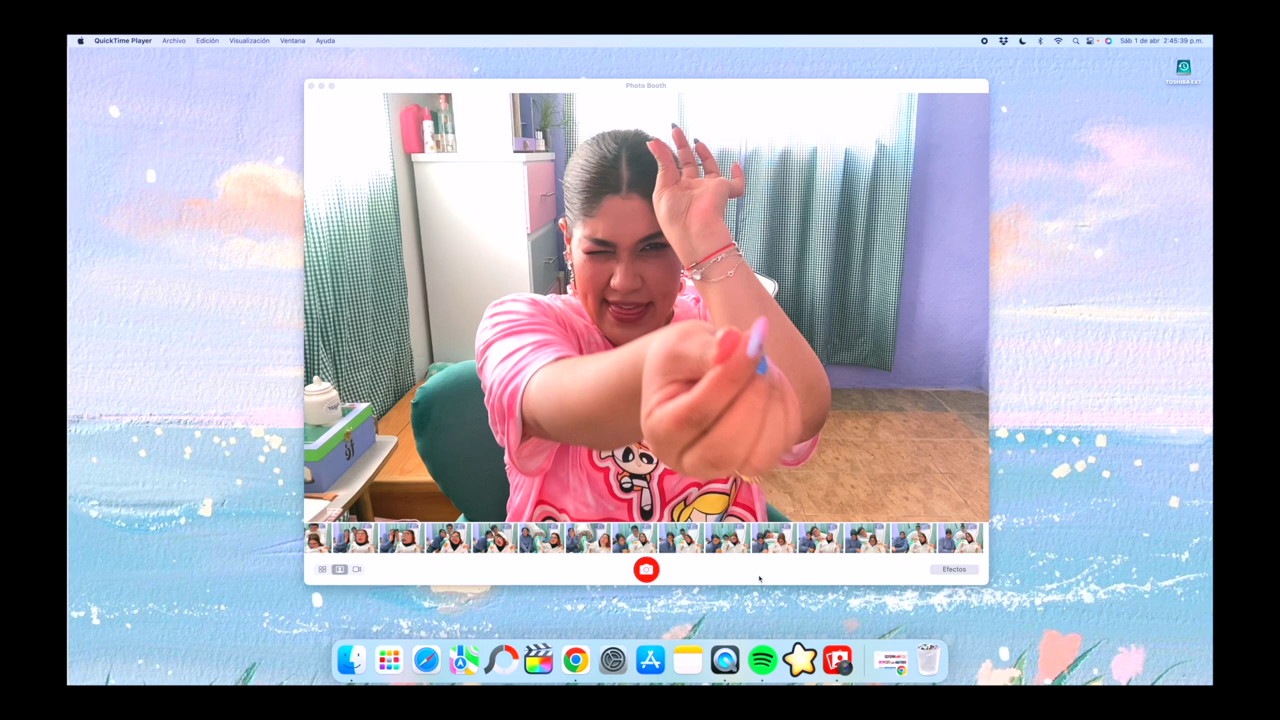 QuickTime Player Archivo Edición Visualización Ventana Ayuda Sáb 1 de abr 2:45:39 p.m.
TOSHIBA EXT
Photo Booth
gf
Efectos